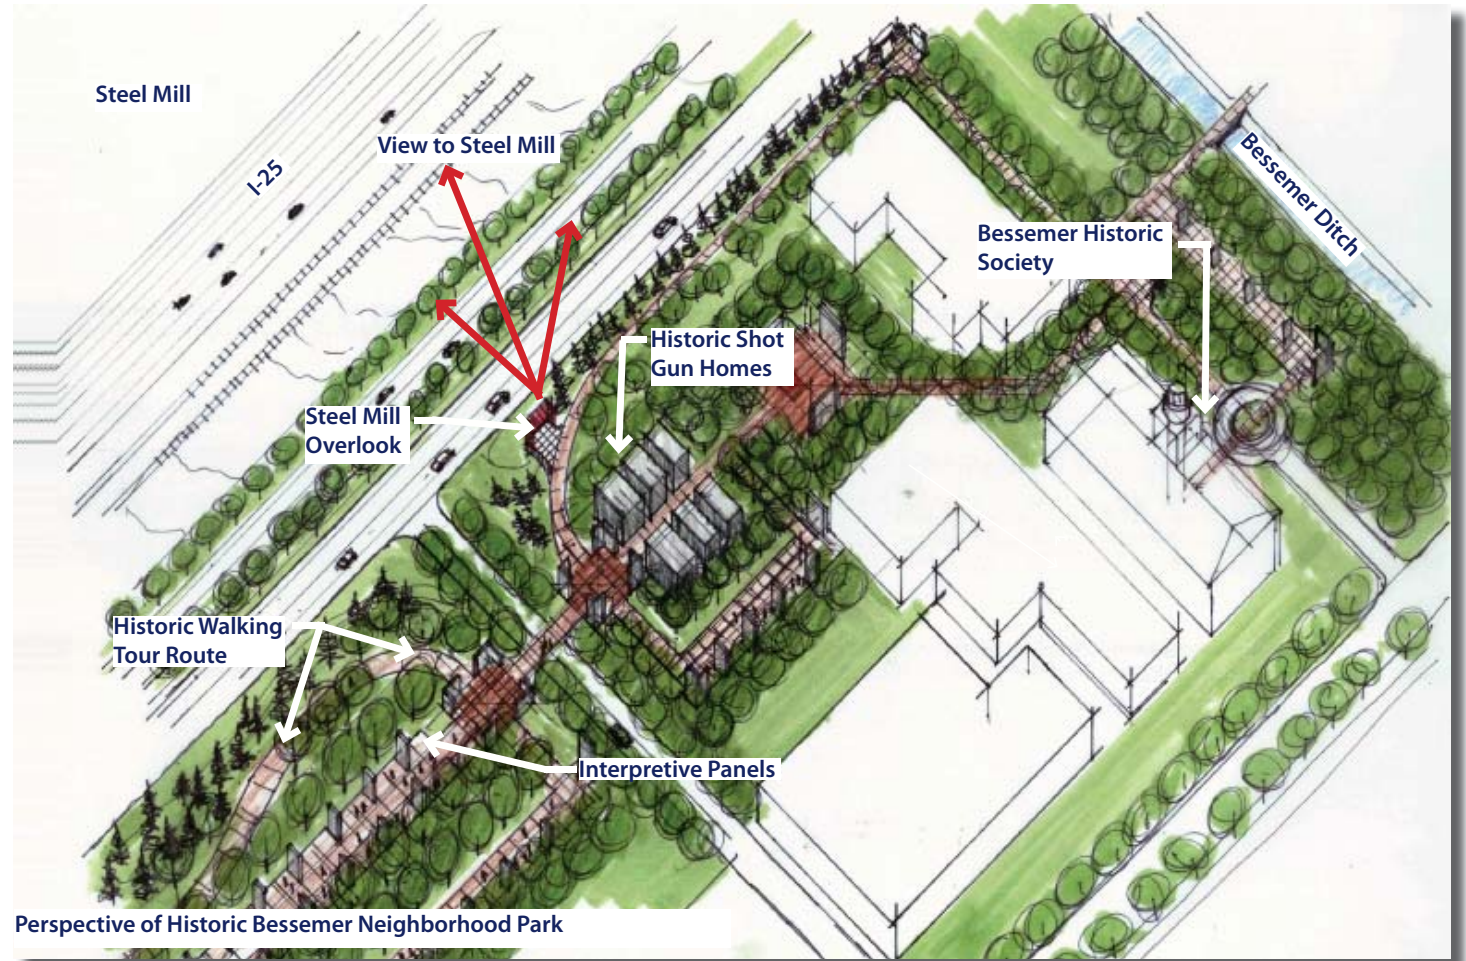 Steel Mill
I-25
View to Steel Mill
Bessemer Ditch
Bessemer Historic
Society
Historic Shot
Gun Homes
Steel Mill
Overlook
Historic Walking
Tour Route
Interpretive Panels
Perspective of Historic Bessemer Neighborhood Park